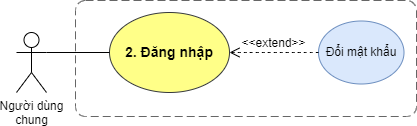 <<extend>>
2. Đăng nhập
Đổi mật khẩu
Người dùng
chung